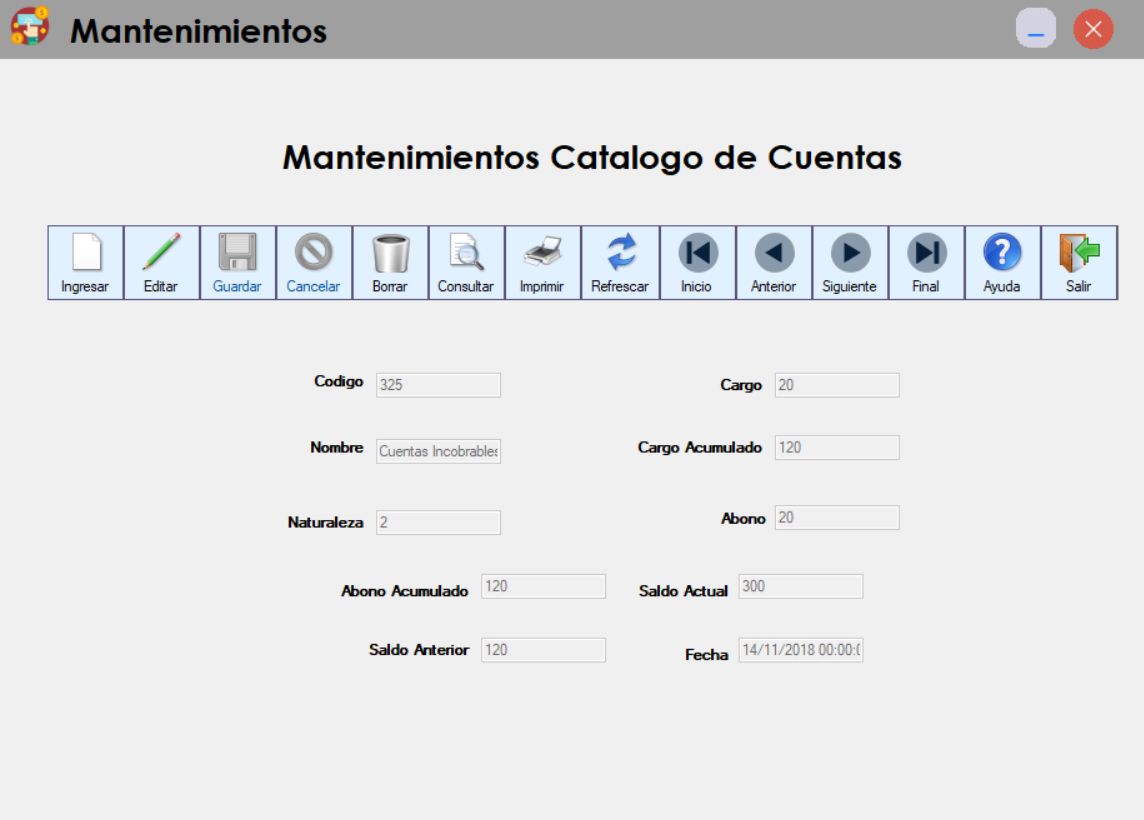 Mantenimientos
Mantenimientos Catalogo de Cuentas
Ingresar Editar Guardar Cancelar Borrar Consultar Imprimir Refrescar Inicio Anterior Siguiente Final Ayuda Salir
Codigo 325 Cargo 20
Nombre Cuentas Incobrables Cargo Acumulado 120
Naturaleza 2 Abono 20
Abono Acumulado 120 Saldo Actual 300
Saldo Anterior 120 Fecha 14/11/2018 00:00:0